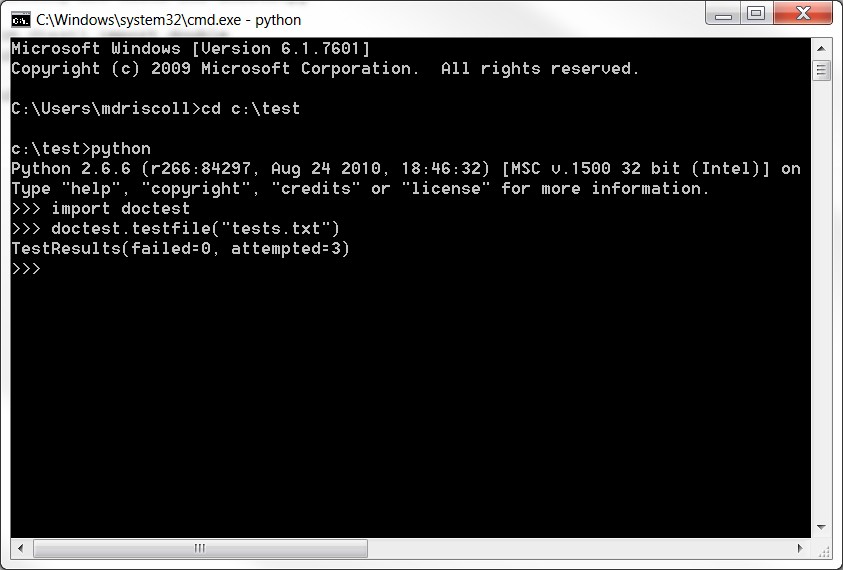 C:\Windows\system32\cmd.exe - python
Microsoft Windows [Version 6.1.7601]
Copyright (c) 2009 Microsoft Corporation.  All rights reserved.
C:\Users\mdriscoll>cd c:\test
c:\test>python
Python 2.6.6 (r266:84297, Aug 24 2010, 18:46:32) [MSC v.1500 32 bit (Intel)] on
Type "help", "copyright", "credits" or "license" for more information.
>>> import doctest
>>> doctest.testfile("tests.txt")
TestResults(failed=0, attempted=3)
>>>